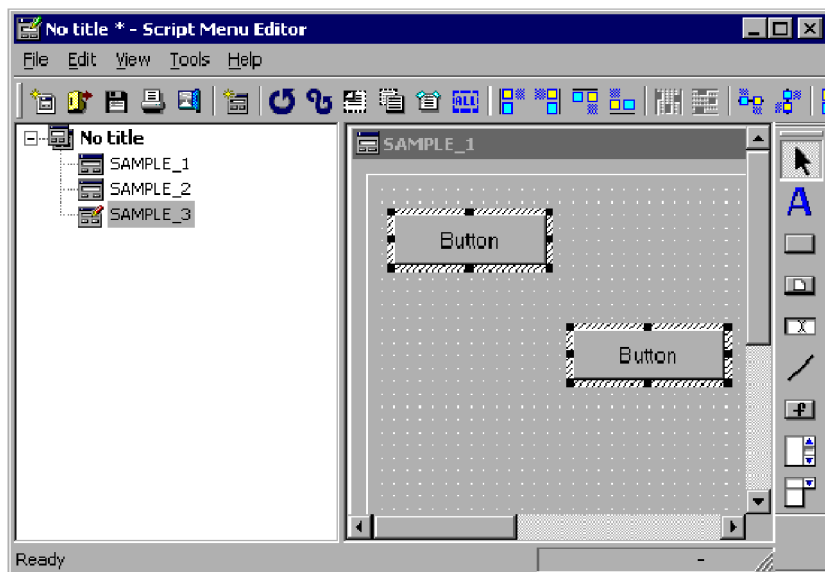 No title * - Script Menu Editor
File Edit View Tools Help
ALL
No title
SAMPLE_1
SAMPLE_2
SAMPLE_3
SAMPLE_1
Button
Button
A
f
Ready
-